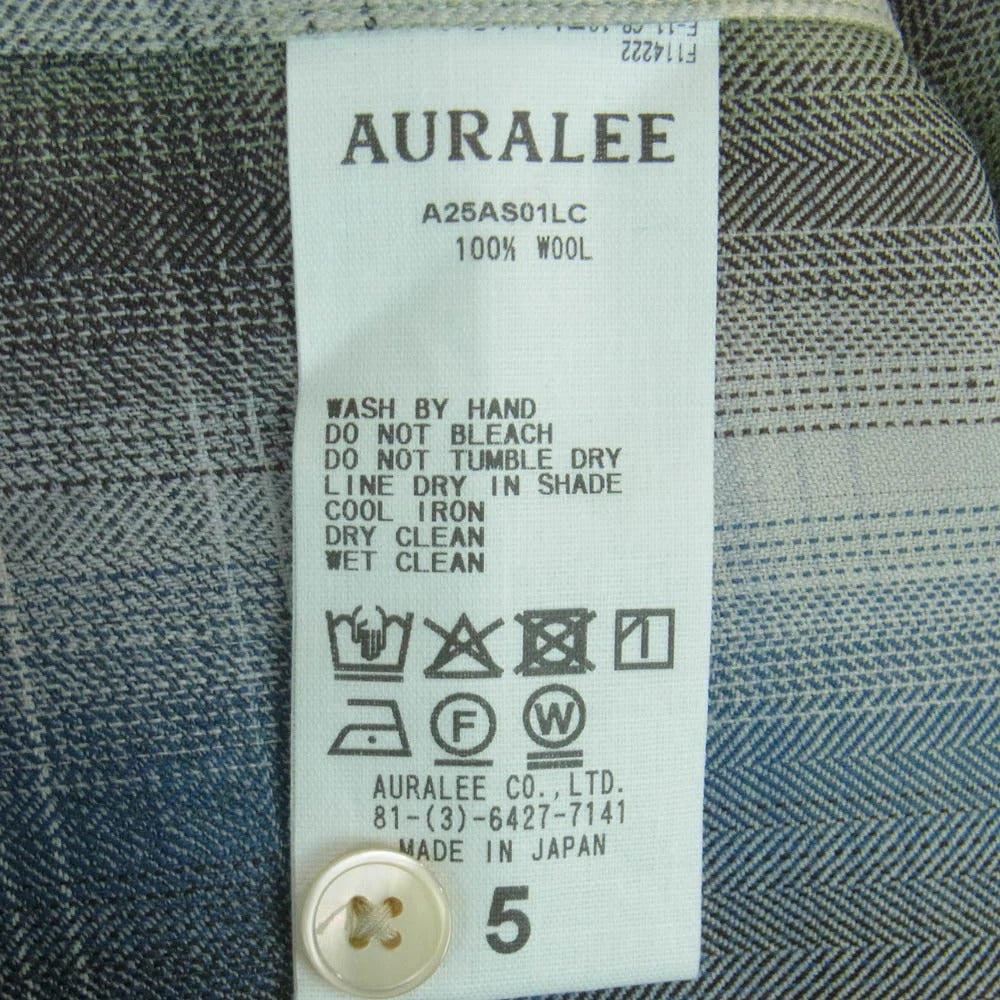 F114222
AURALEE
A25AS01LC
100% WOOL
WASH BY HAND
DO NOT BLEACH
DO NOT TUMBLE DRY
LINE DRY IN SHADE
COOL IRON
DRY CLEAN
WET CLEAN
F W
AURALEE CO.,LTD.
81-(3)-6427-7141
MADE IN JAPAN
5